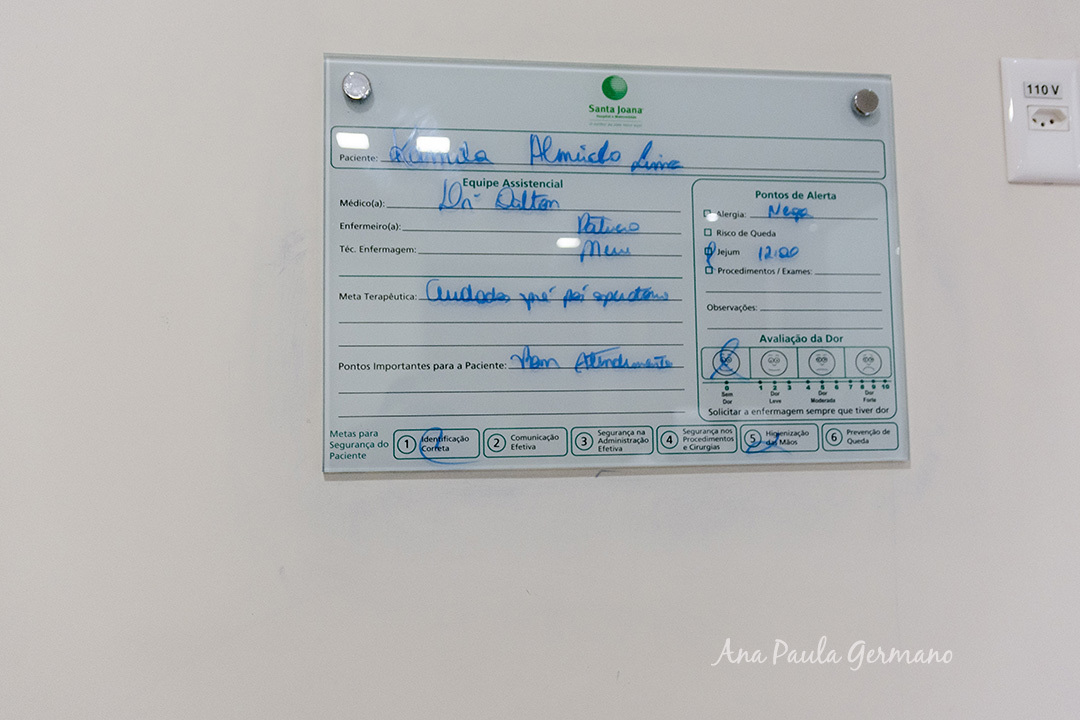 Santa Joana
Hospital e Maternidade
Paciente: Almeida Lima
Equipe Assistencial
Médico(a): Dr. Dalton
Enfermeiro(a):
Téc. Enfermagem:
Meta Terapêutica: Cuidados pré pós operatório
Pontos Importantes para a Paciente: Bom Atendimento
Pontos de Alerta
Alergia: Nega
Risco de Queda
Jejum 12:00
Procedimentos / Exames:
Observações:
Avaliação da Dor
0 1 2 3 4 5 6 7 8 9 10
Sem Dor
Dor Leve
Dor Moderada
Dor Forte
Solicitar a enfermagem sempre que tiver dor
Metas para
Segurança do
Paciente
1 Identificação Correta
2 Comunicação Efetiva
3 Segurança na Administração Efetiva
4 Segurança nos Procedimentos e Cirurgias
5 Higienização das Mãos
6 Prevenção de Queda
110 V
Ana Paula Germano